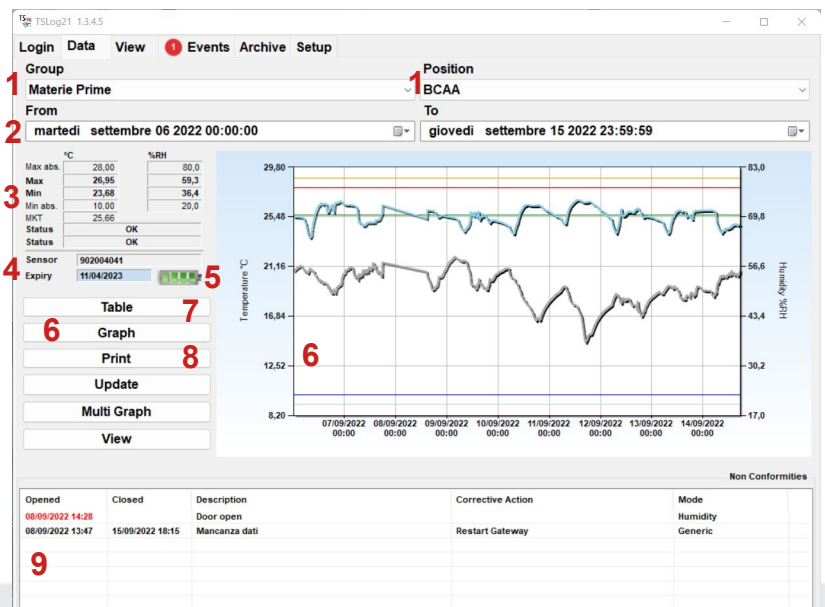 TSLog21 1.3.4.5
Login Data View 1 Events Archive Setup
Group Position
1 Materie Prime 1 BCAA
From To
2 martedì settembre 06 2022 00:00:00 giovedì settembre 15 2022 23:59:59
°C %RH
Max abs. 28,00 80,0
Max 26,95 59,3
3 Min 23,68 36,4
Min abs. 10,00 20,0
MKT 25,66
Status OK
Status OK
4 Sensor 902004041
Expiry 11/04/2023 5
Table 7
6 Graph
Print 8
Update
Multi Graph
View
29,80 83,0
25,48 69,8
21,16 56,6
16,84 43,4
12,52 30,2
8,20 17,0
Temperature °C
Humidity %RH
6
07/09/2022 08/09/2022 09/09/2022 10/09/2022 11/09/2022 12/09/2022 13/09/2022 14/09/2022
00:00 00:00 00:00 00:00 00:00 00:00 00:00 00:00
Non Conformities
Opened Closed Description Corrective Action Mode
08/09/2022 14:28 Door open Humidity
08/09/2022 13:47 15/09/2022 18:15 Mancanza dati Restart Gateway Generic
9